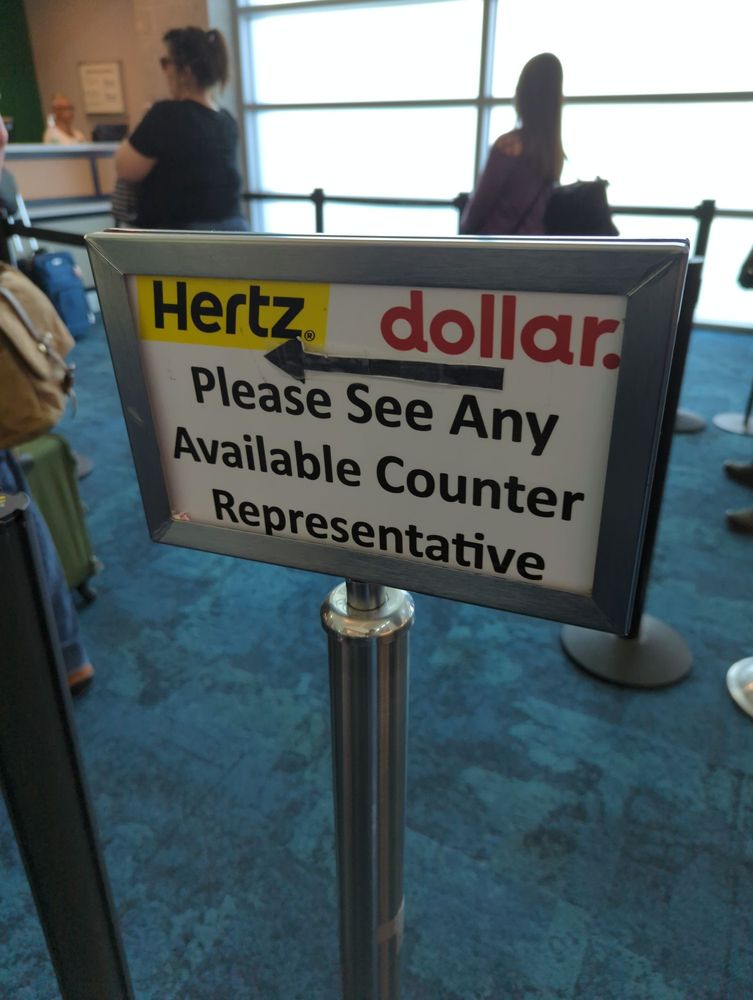 Hertz® dollar.
Please See Any
Available Counter
Representative